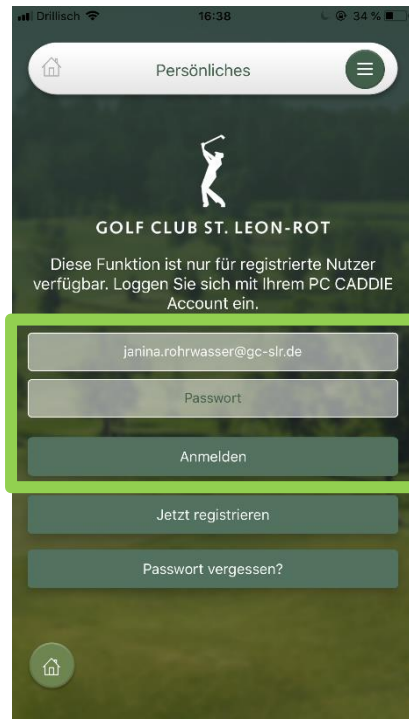 Drillisch 16:38 34 %
Persönliches
GOLF CLUB ST. LEON-ROT
Diese Funktion ist nur für registrierte Nutzer
verfügbar. Loggen Sie sich mit Ihrem PC CADDIE
Account ein.
janina.rohrwasser@gc-slr.de
Passwort
Anmelden
Jetzt registrieren
Passwort vergessen?